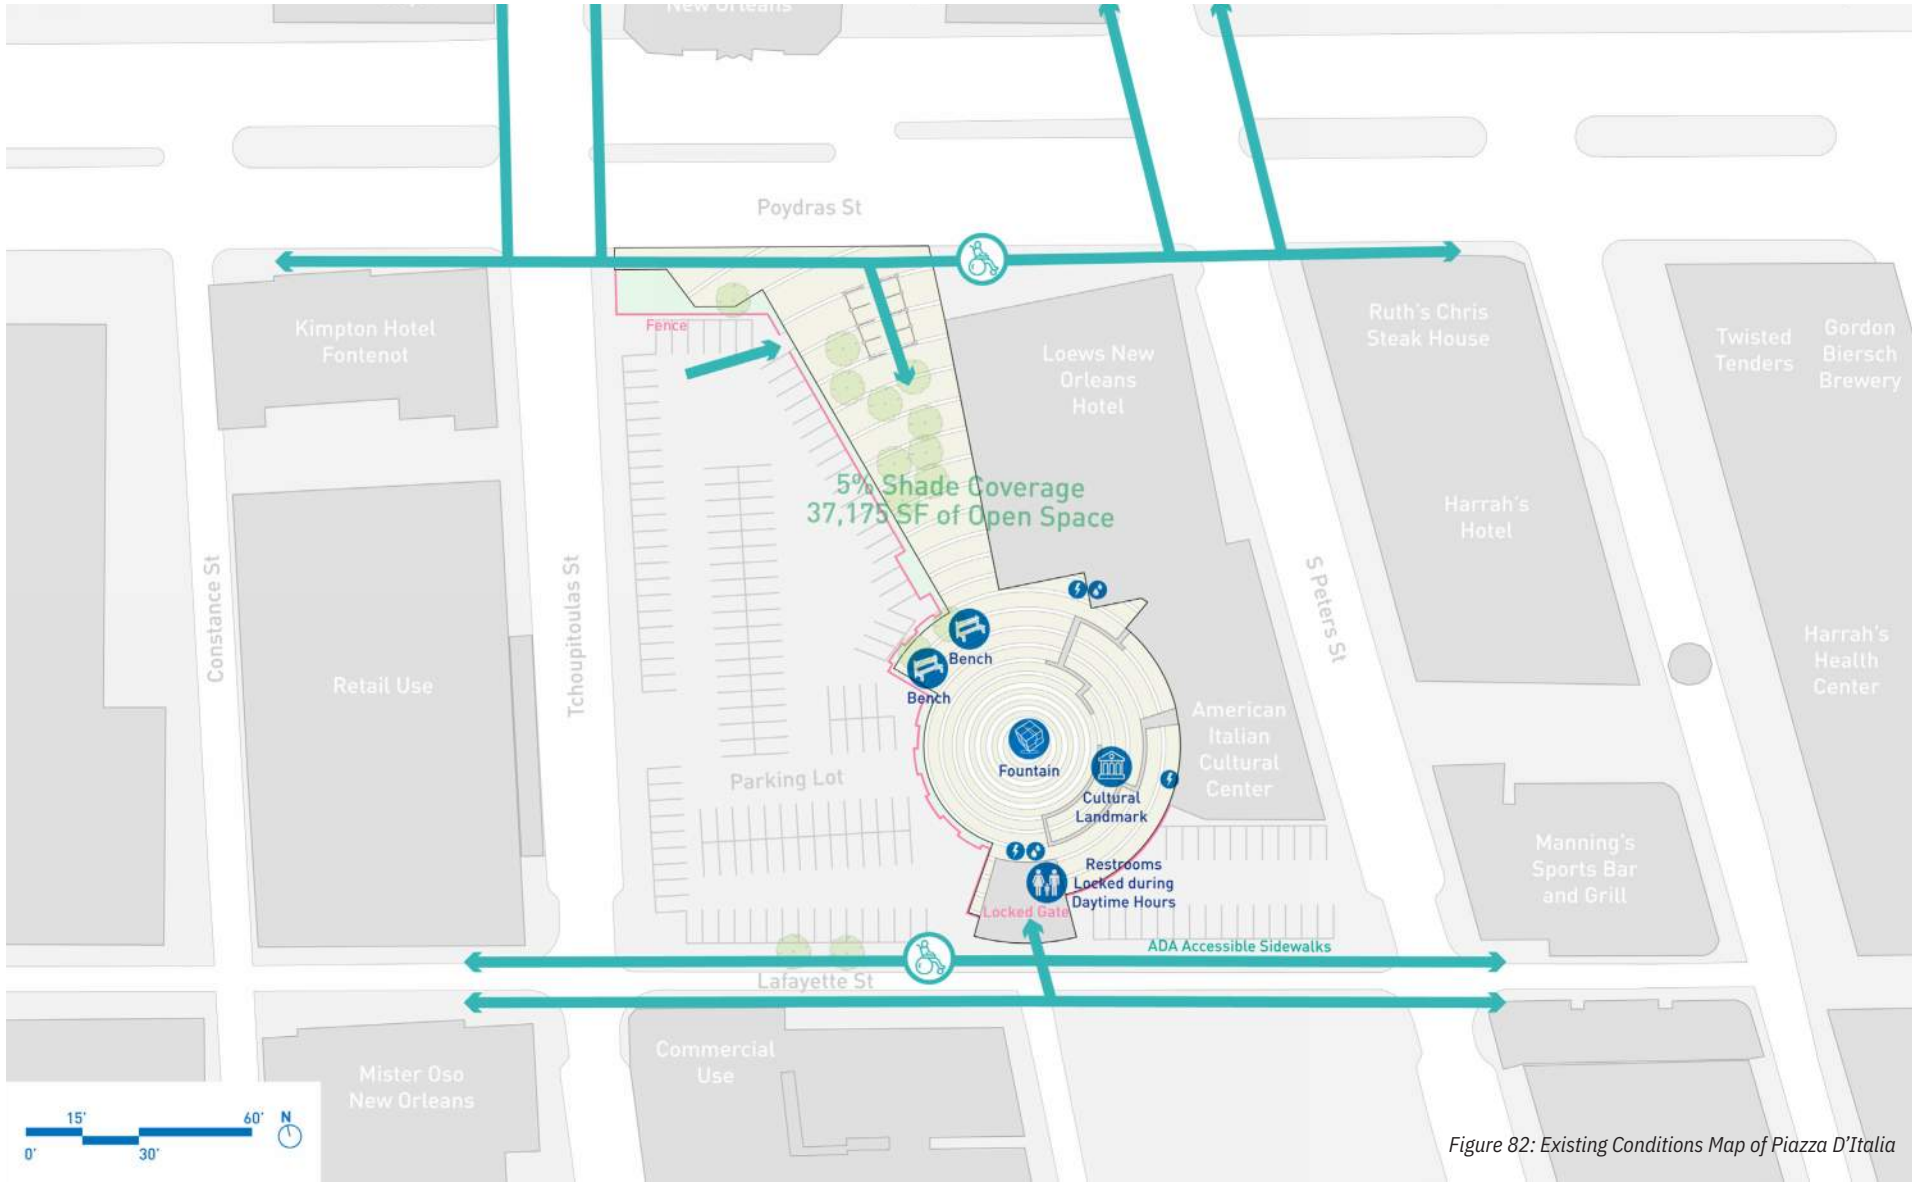 New Orleans
Poydras St
Kimpton Hotel
Fontenot
Fence
Loews New
Orleans
Hotel
Ruth's Chris
Steak House
Twisted
Tenders
Gordon
Biersch
Brewery
5% Shade Coverage
37,175 SF of Open Space
Harrah's
Hotel
Constance St
Tchoupitoulas St
S Peters St
Retail Use
Bench
Bench
Harrah's
Health
Center
American
Italian
Cultural
Center
Fountain
Parking Lot
Cultural
Landmark
Manning's
Sports Bar
and Grill
Restrooms
Locked during
Daytime Hours
Locked Gate
ADA Accessible Sidewalks
Lafayette St
Commercial
Use
Mister Oso
New Orleans
15'
60'
N
0'
30'
Figure 82: Existing Conditions Map of Piazza D'Italia